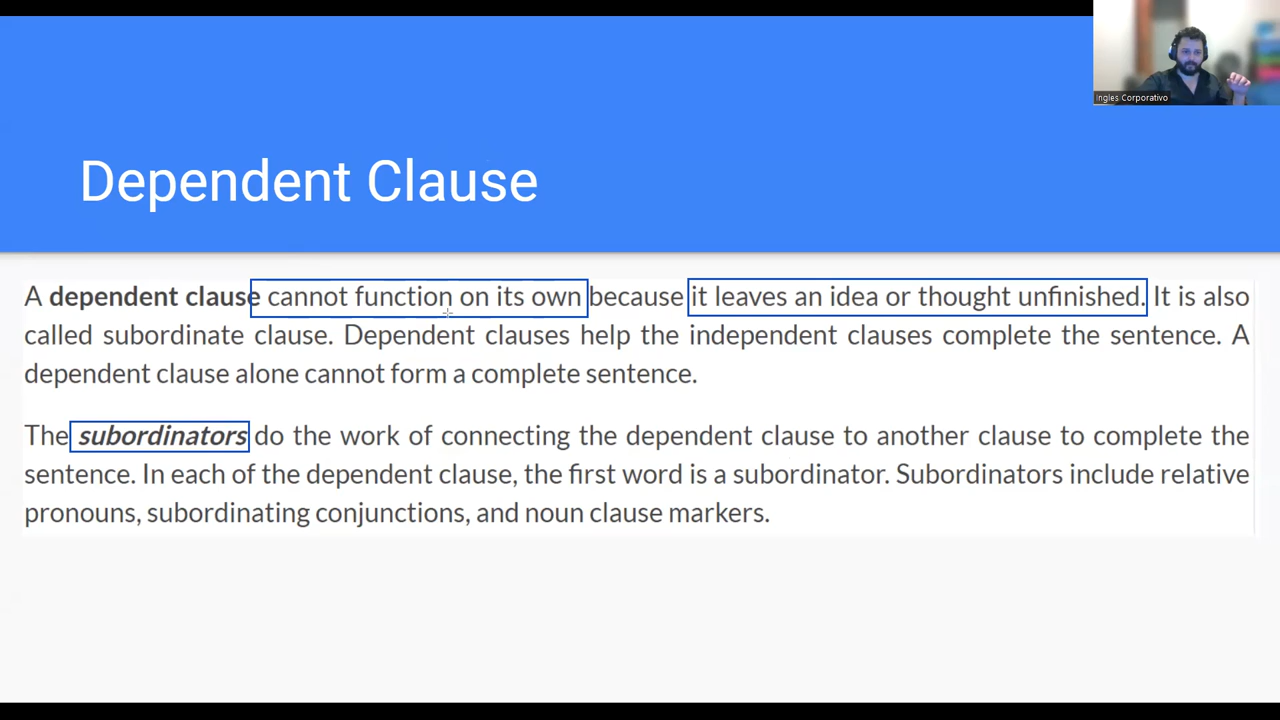 Ingles Corporativo
Dependent Clause
A dependent clause cannot function on its own because it leaves an idea or thought unfinished. It is also
called subordinate clause. Dependent clauses help the independent clauses complete the sentence. A
dependent clause alone cannot form a complete sentence.
The subordinators do the work of connecting the dependent clause to another clause to complete the
sentence. In each of the dependent clause, the first word is a subordinator. Subordinators include relative
pronouns, subordinating conjunctions, and noun clause markers.